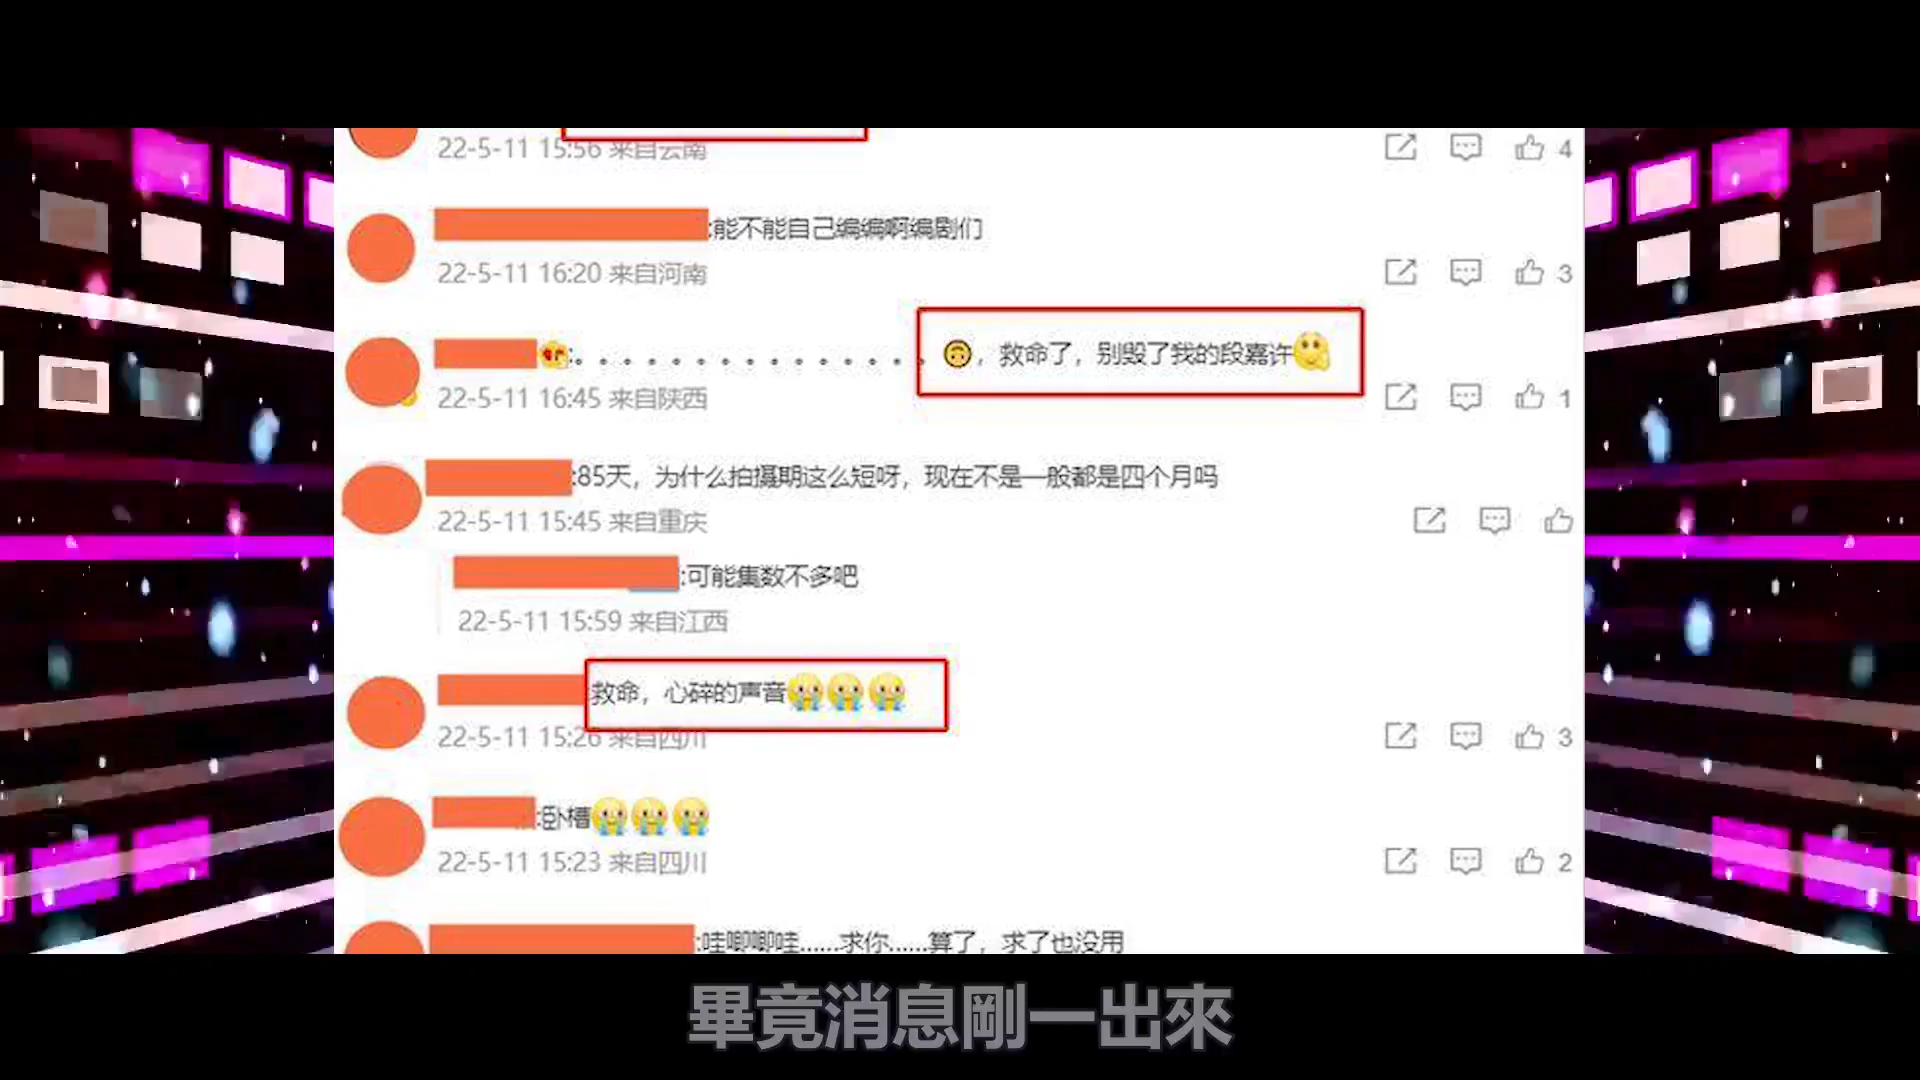 22-5-11 15:56 来自云南
4
:能不能自己编编啊编剧们
22-5-11 16:20 来自河南
3
:。。。。。。。。。。。。。。。🙃，救命了，别毁了我的段嘉许
22-5-11 16:45 来自陕西
1
:85天，为什么拍摄期这么短呀，现在不是一般都是四个月吗
22-5-11 15:45 来自重庆
:可能集数不多吧
22-5-11 15:59 来自江西
救命，心碎的声音😭😭😭
22-5-11 15:26 来自四川
3
:卧槽😭😭😭
22-5-11 15:23 来自四川
2
:哇唧唧哇......求你......算了，求了也没用
畢竟消息剛一出來